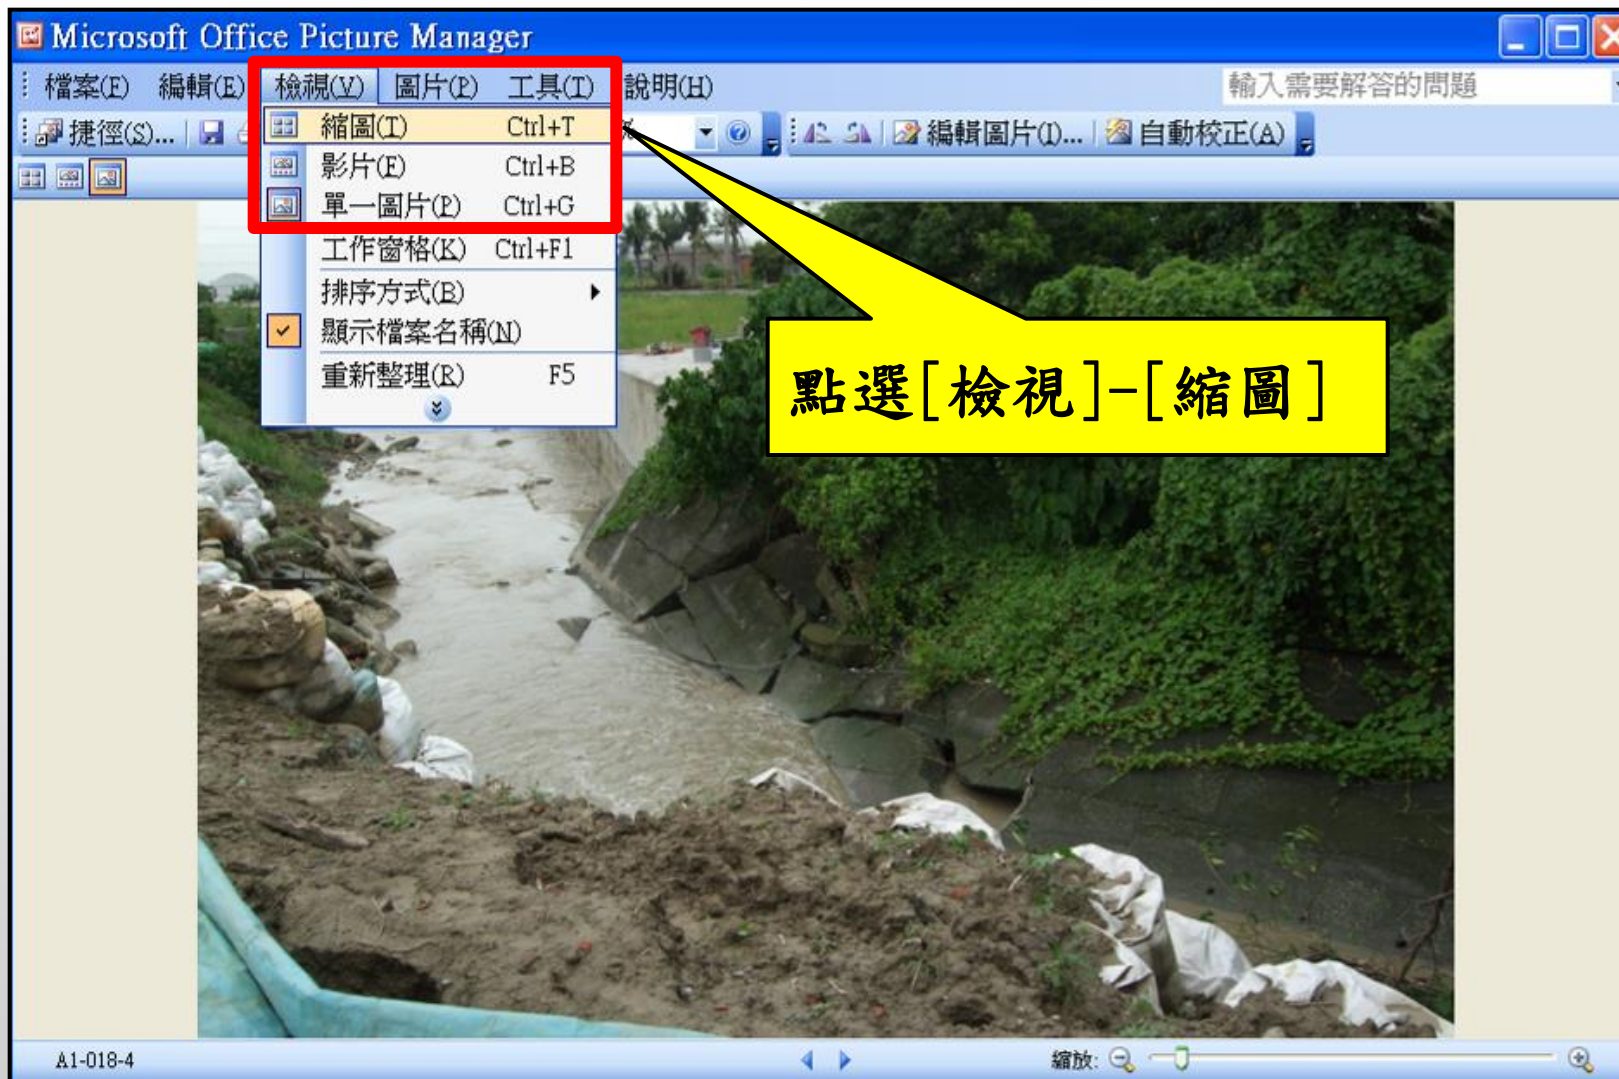 Microsoft Office Picture Manager
檔案(F) 編輯(E) 檢視(V) 圖片(P) 工具(T) 說明(H) 輸入需要解答的問題
捷徑(S)... 編輯圖片(I)... 自動校正(A)
縮圖(T) Ctrl+T
影片(F) Ctrl+B
單一圖片(P) Ctrl+G
工作窗格(K) Ctrl+F1
排序方式(B)
顯示檔案名稱(N)
重新整理(R) F5
點選[檢視]-[縮圖]
A1-018-4 縮放: